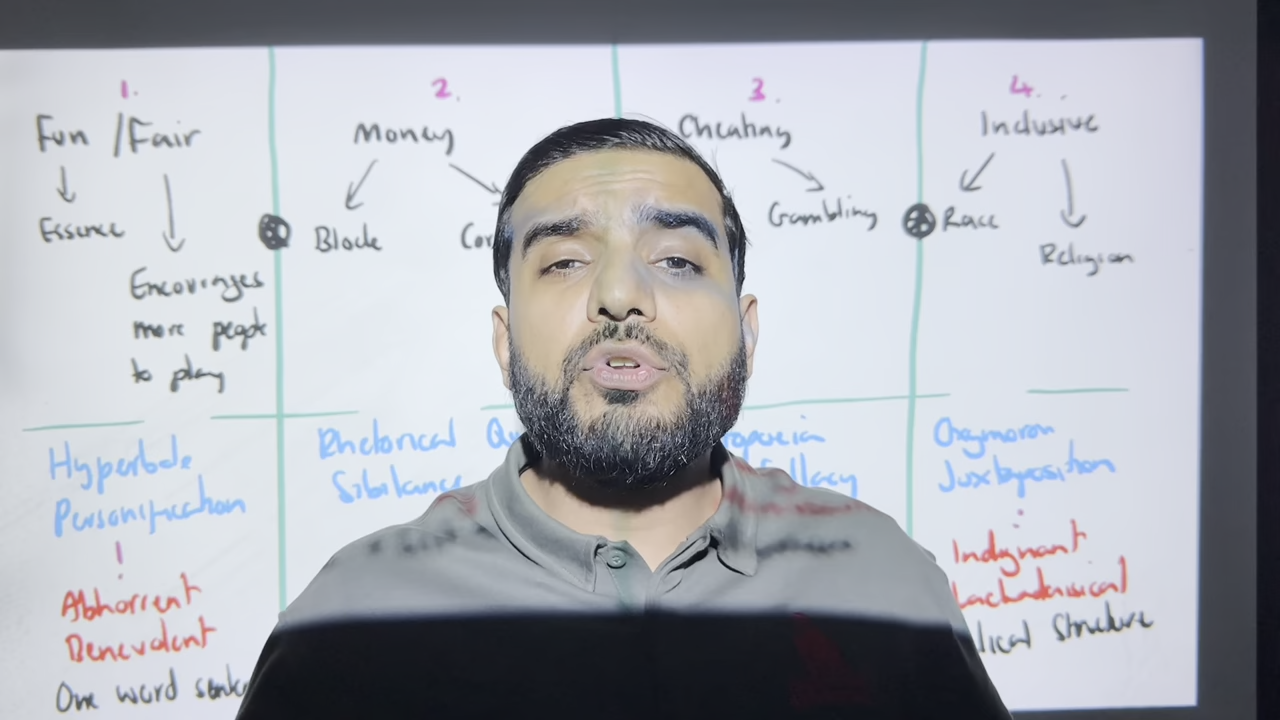 1.
Fun / Fair
Essence
Encourages
more people
to play
Hyperbole
Personification
!
Abhorrent
Benevolent
One word
2.
Money
Block
Rhetorical
Sibilance
3.
Cheating
Gambling
4.
Inclusive
Race
Religion
Oxymoron
Juxtaposition
Indignant
Structure